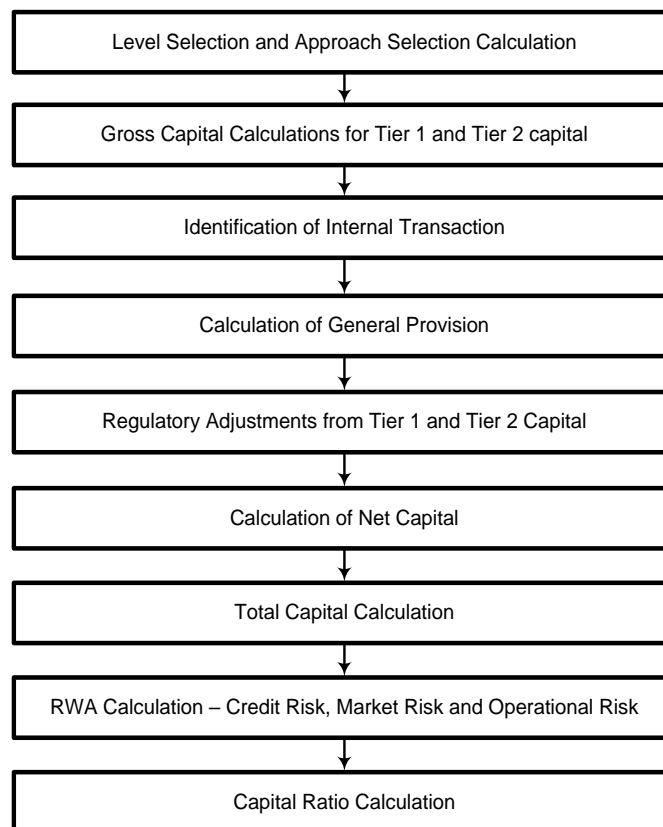 Level Selection and Approach Selection Calculation
Gross Capital Calculations for Tier 1 and Tier 2 capital
Identification of Internal Transaction
Calculation of General Provision
Regulatory Adjustments from Tier 1 and Tier 2 Capital
Calculation of Net Capital
Total Capital Calculation
RWA Calculation – Credit Risk, Market Risk and Operational Risk
Capital Ratio Calculation